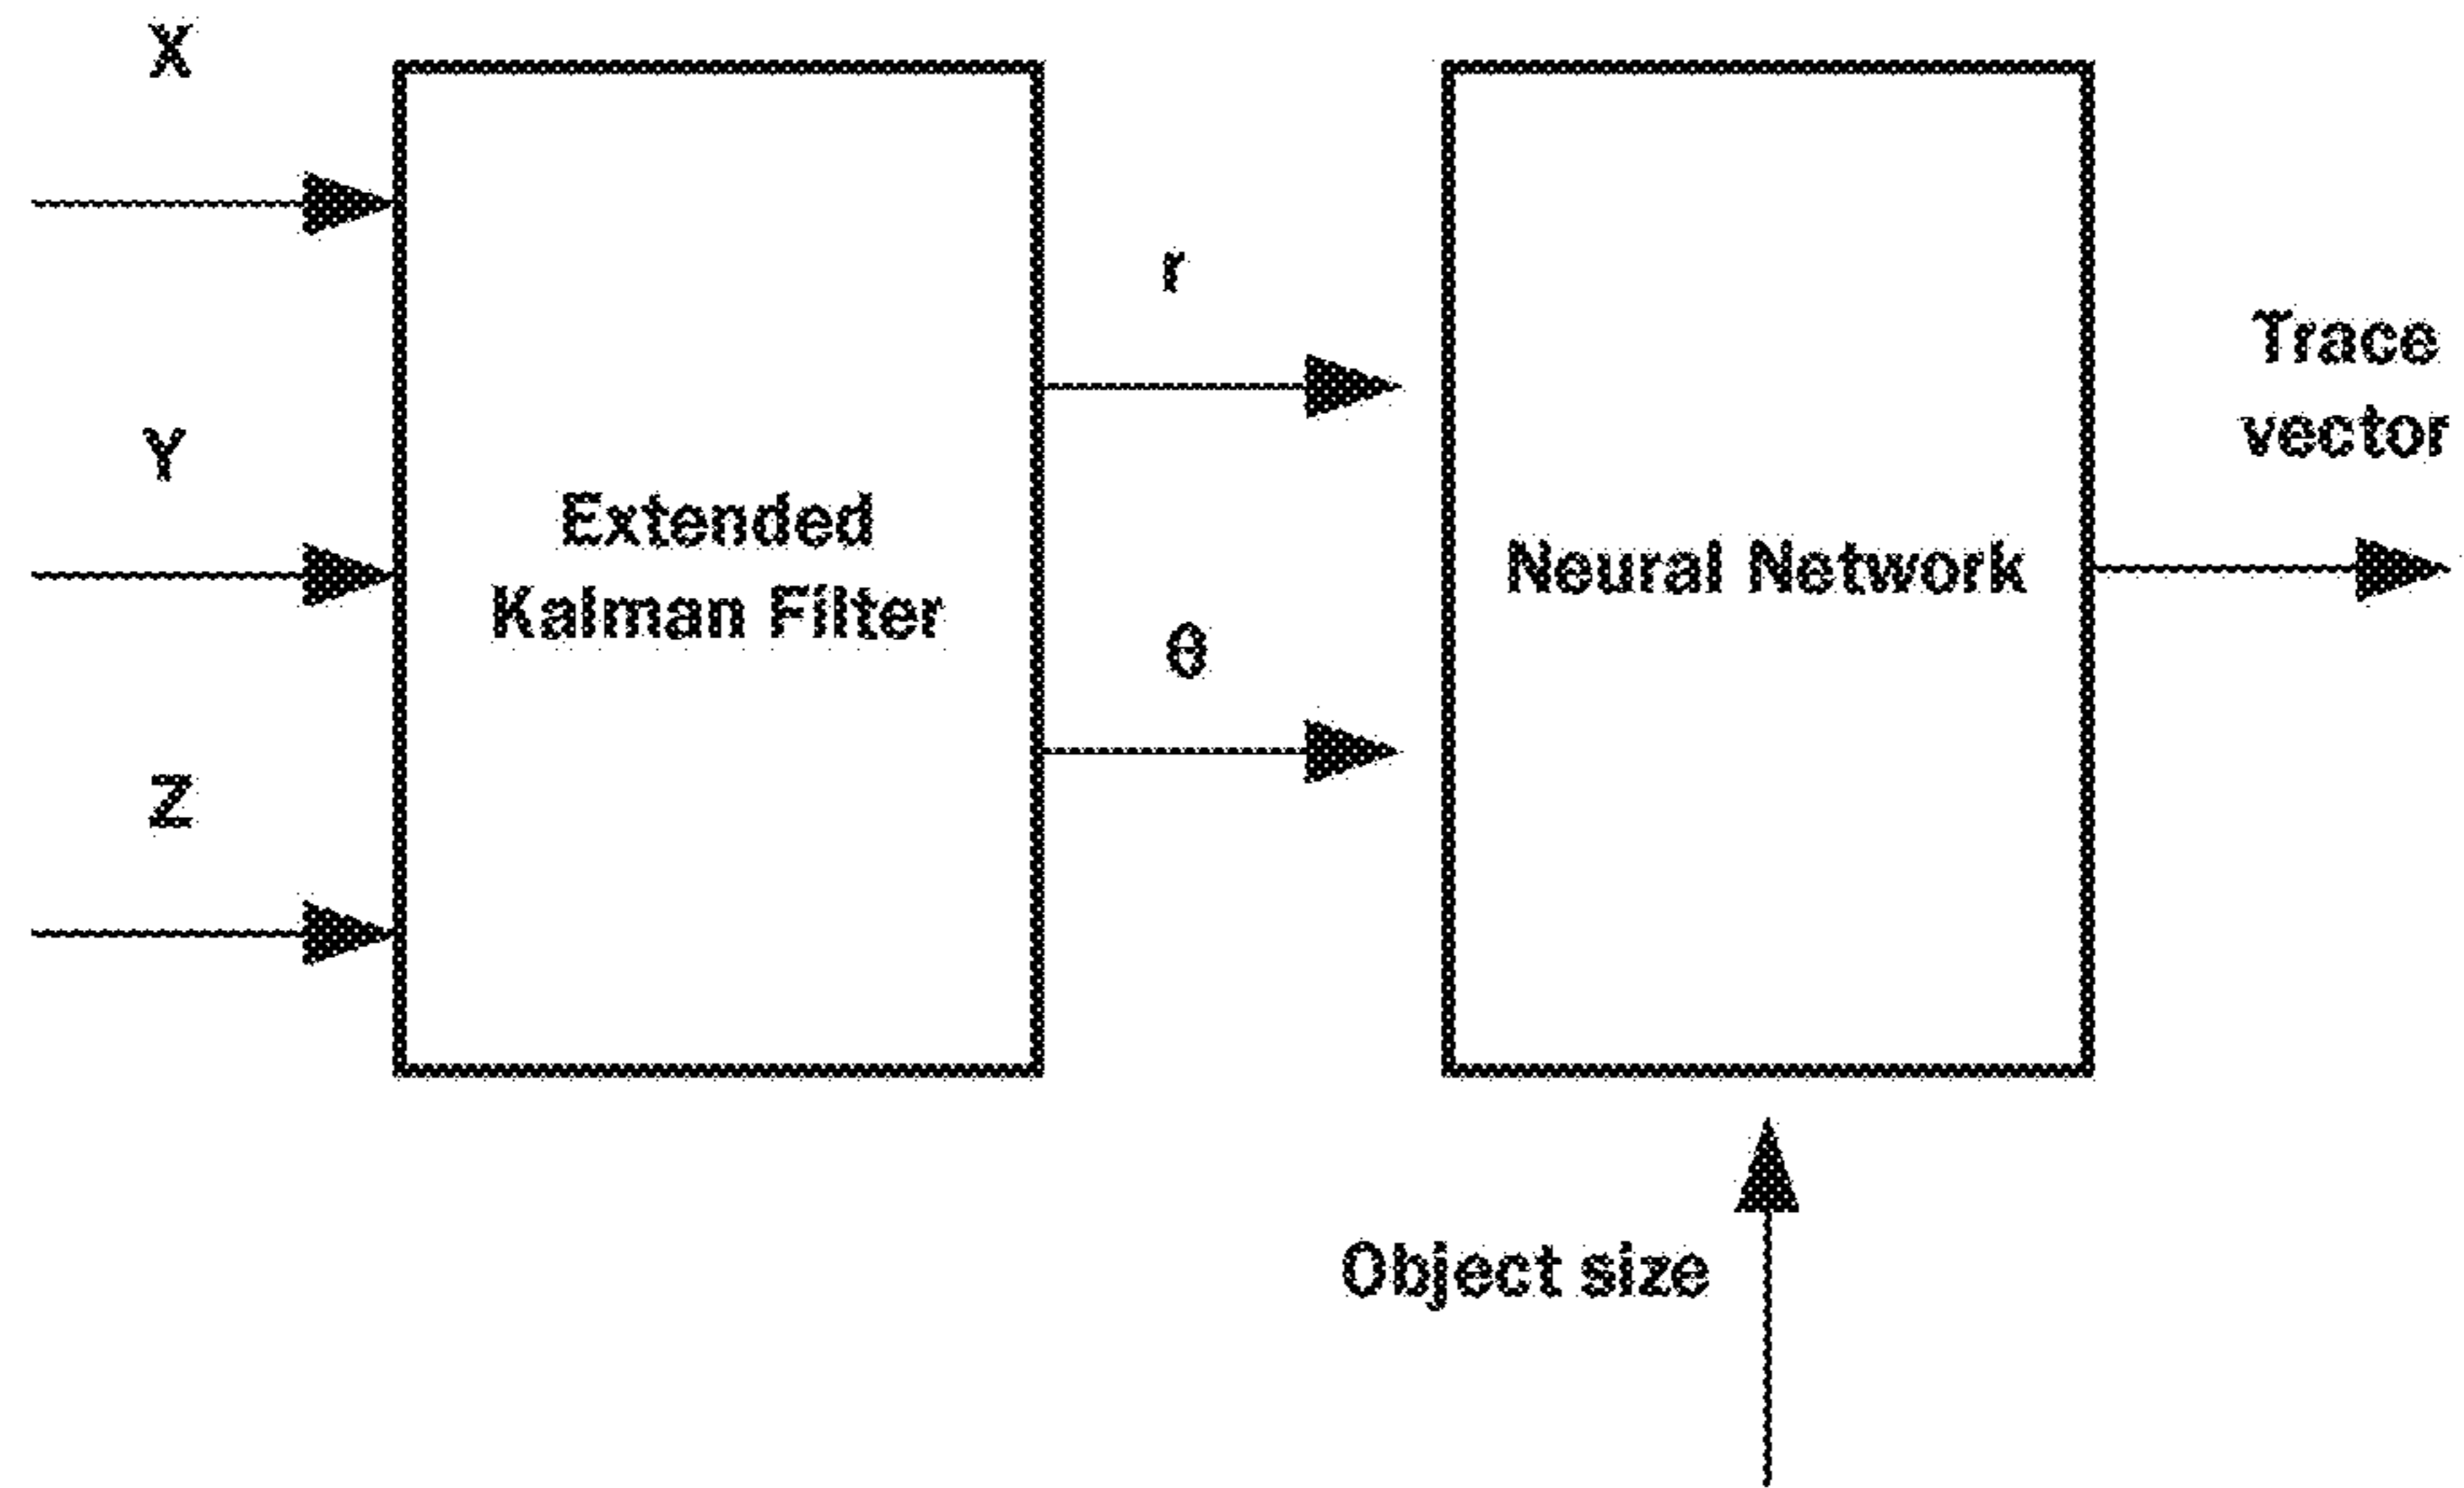 X
Y
Z
Extended
Kalman Filter
r
θ
Neural Network
Trace
vector
Object size